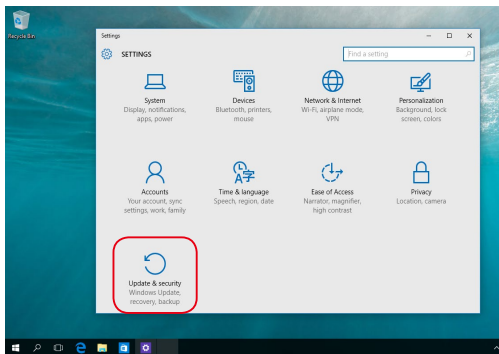 Recycle Bin
Settings
SETTINGS
Find a setting
System
Display, notifications,
apps, power
Devices
Bluetooth, printers,
mouse
Network & Internet
Wi-Fi, airplane mode,
VPN
Personalization
Background, lock
screen, colors
Accounts
Your account, sync
settings, work, family
Time & language
Speech, region, date
Ease of Access
Narrator, magnifier,
high contrast
Privacy
Location, camera
Update & security
Windows Update,
recovery, backup